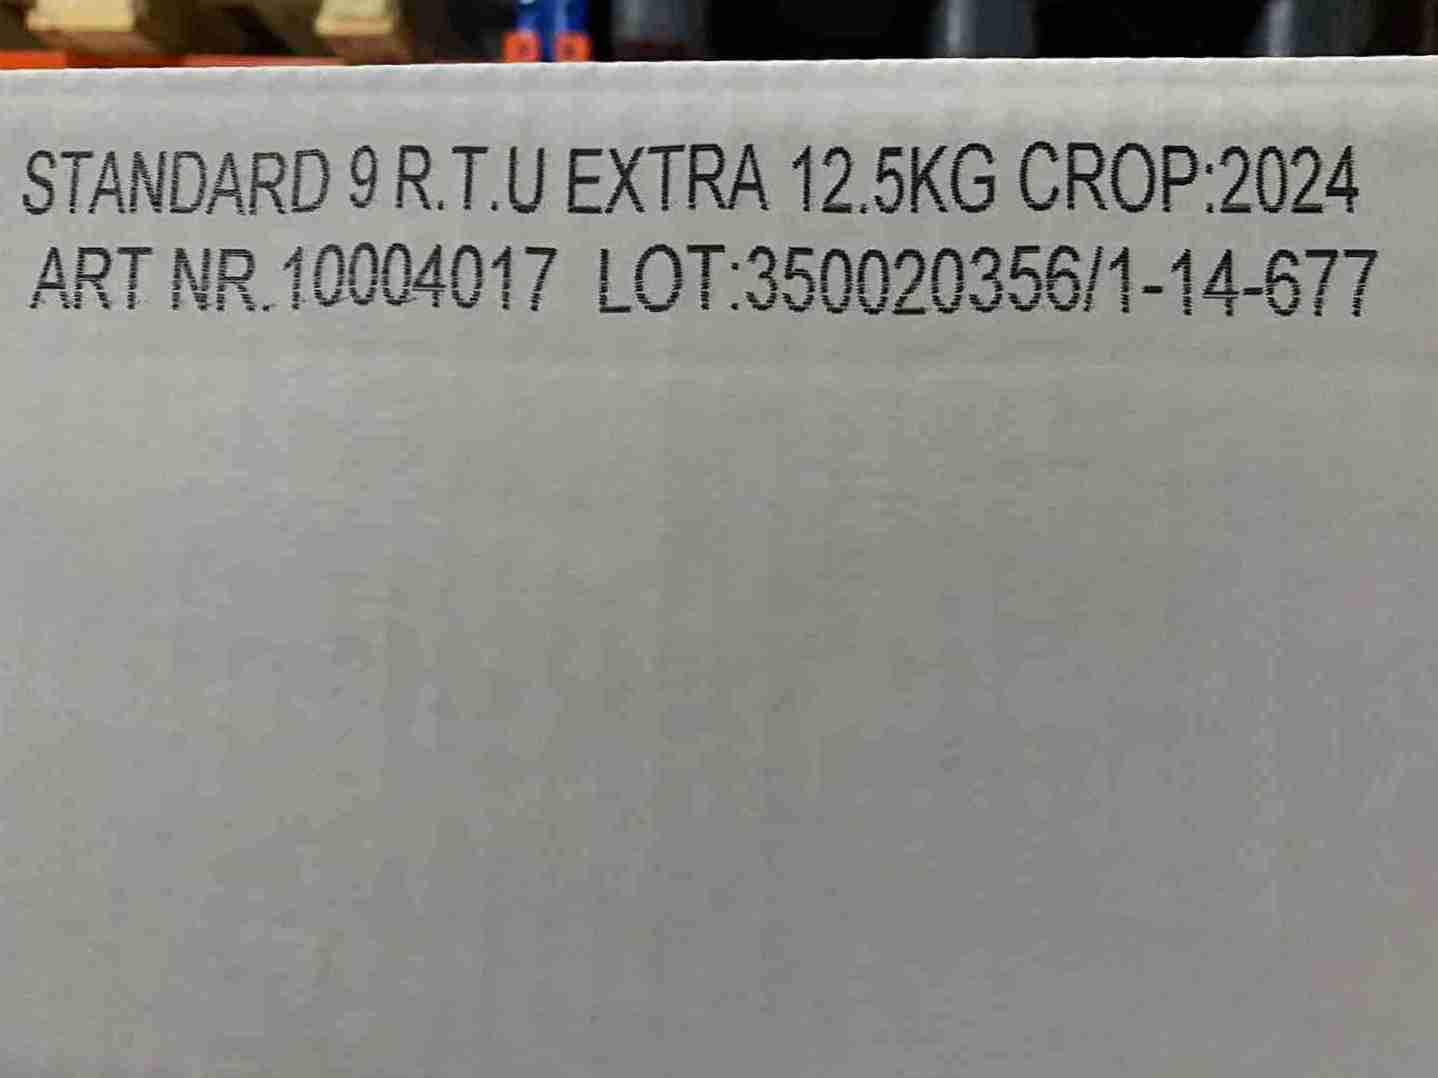 STANDARD 9 R.T.U EXTRA 12.5KG CROP:2024
ART NR.10004017 LOT:350020356/1-14-677